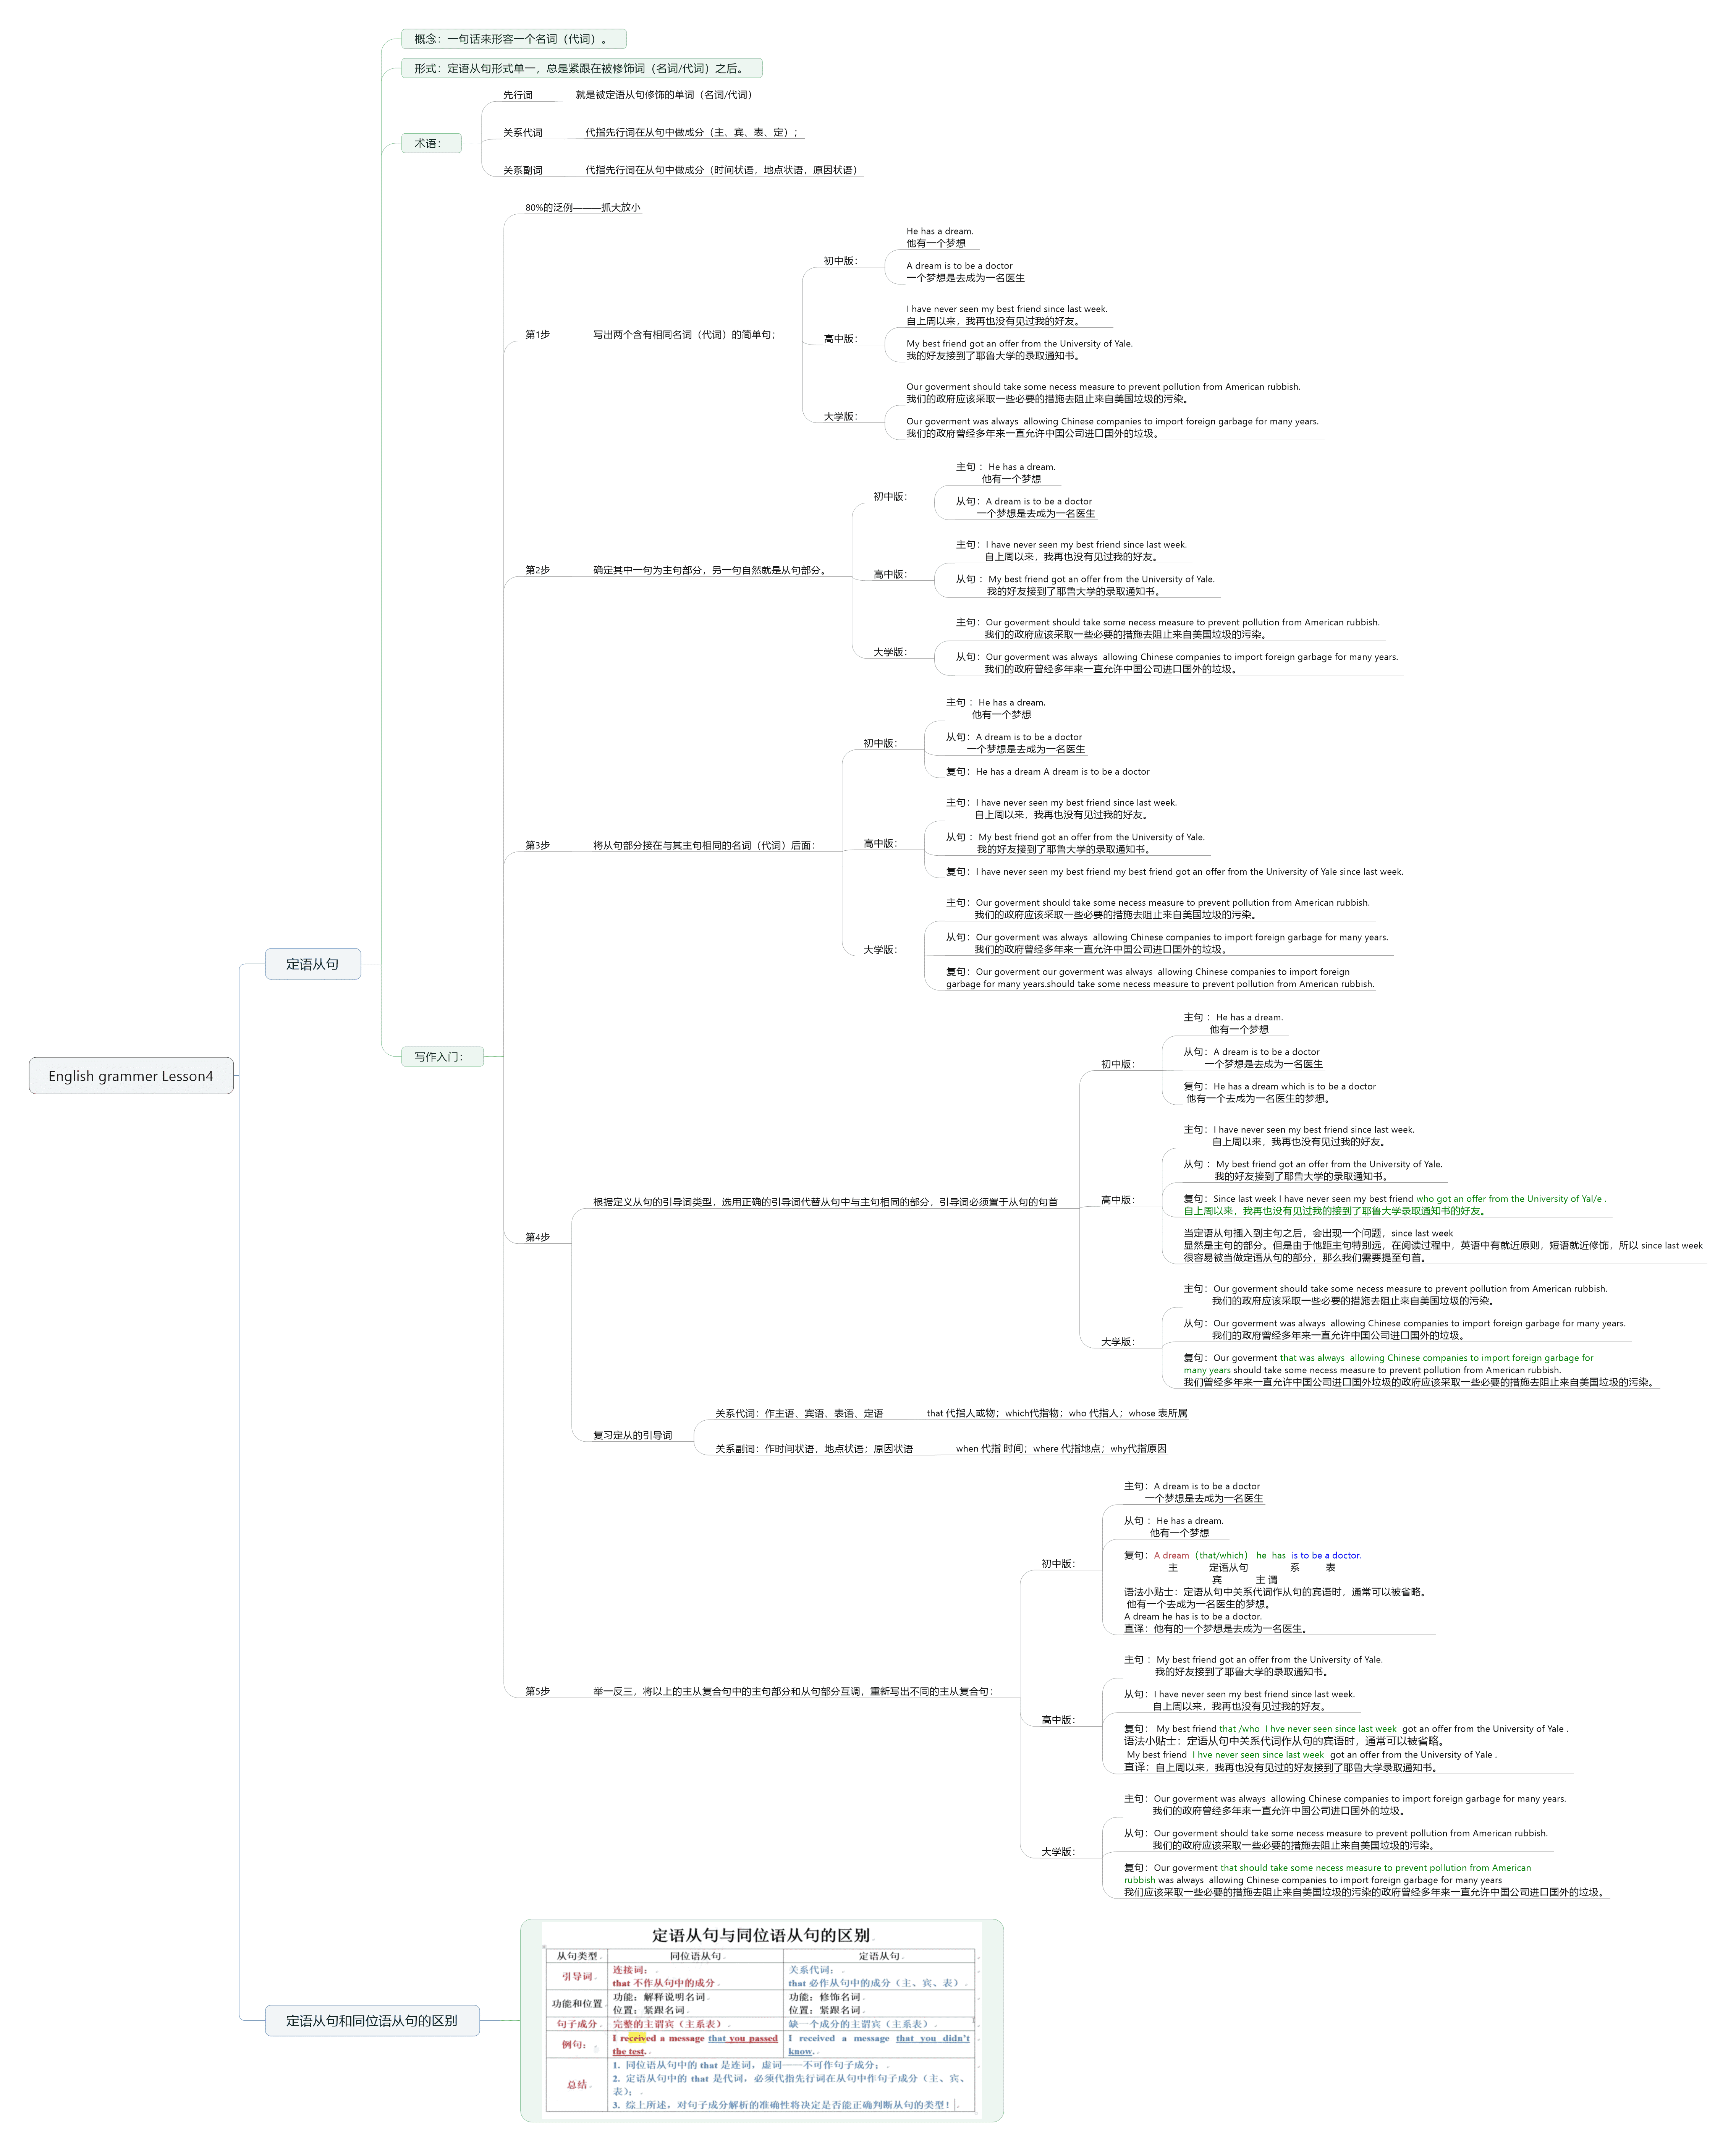 English grammer Lesson4
定语从句
概念：一句话来形容一个名词（代词）。
形式：定语从句形式单一，总是紧跟在被修饰词（名词/代词）之后。
术语：
先行词
就是被定语从句修饰的单词（名词/代词）
关系代词
代指先行词在从句中做成分（主、宾、表、定）；
关系副词
代指先行词在从句中做成分（时间状语，地点状语，原因状语）
写作入门：
80%的泛例———抓大放小
第1步
写出两个含有相同名词（代词）的简单句；
初中版：
He has a dream.
他有一个梦想
A dream is to be a doctor
一个梦想是去成为一名医生
高中版：
I have never seen my best friend since last week.
自上周以来，我再也没有见过我的好友。
My best friend got an offer from the University of Yale.
我的好友接到了耶鲁大学的录取通知书。
大学版：
Our goverment should take some necess measure to prevent pollution from American rubbish.
我们的政府应该采取一些必要的措施去阻止来自美国垃圾的污染。
Our goverment was always  allowing Chinese companies to import foreign garbage for many years.
我们的政府曾经多年来一直允许中国公司进口国外的垃圾。
第2步
确定其中一句为主句部分，另一句自然就是从句部分。
初中版：
主句 ：He has a dream.
他有一个梦想
从句：A dream is to be a doctor
一个梦想是去成为一名医生
高中版：
主句：I have never seen my best friend since last week.
自上周以来，我再也没有见过我的好友。
从句 ：My best friend got an offer from the University of Yale.
我的好友接到了耶鲁大学的录取通知书。
大学版：
主句：Our goverment should take some necess measure to prevent pollution from American rubbish.
我们的政府应该采取一些必要的措施去阻止来自美国垃圾的污染。
从句：Our goverment was always  allowing Chinese companies to import foreign garbage for many years.
我们的政府曾经多年来一直允许中国公司进口国外的垃圾。
第3步
将从句部分接在与其主句相同的名词（代词）后面：
初中版：
主句 ：He has a dream.
他有一个梦想
从句：A dream is to be a doctor
一个梦想是去成为一名医生
复句：He has a dream A dream is to be a doctor
高中版：
主句：I have never seen my best friend since last week.
自上周以来，我再也没有见过我的好友。
从句 ：My best friend got an offer from the University of Yale.
我的好友接到了耶鲁大学的录取通知书。
复句：I have never seen my best friend my best friend got an offer from the University of Yale since last week.
大学版：
主句：Our goverment should take some necess measure to prevent pollution from American rubbish.
我们的政府应该采取一些必要的措施去阻止来自美国垃圾的污染。
从句：Our goverment was always  allowing Chinese companies to import foreign garbage for many years.
我们的政府曾经多年来一直允许中国公司进口国外的垃圾。
复句：Our goverment our goverment was always  allowing Chinese companies to import foreign
garbage for many years.should take some necess measure to prevent pollution from American rubbish.
第4步
根据定义从句的引导词类型，选用正确的引导词代替从句中与主句相同的部分，引导词必须置于从句的句首
初中版：
主句 ：He has a dream.
他有一个梦想
从句：A dream is to be a doctor
一个梦想是去成为一名医生
复句：He has a dream which is to be a doctor
他有一个去成为一名医生的梦想。
高中版：
主句：I have never seen my best friend since last week.
自上周以来，我再也没有见过我的好友。
从句 ：My best friend got an offer from the University of Yale.
我的好友接到了耶鲁大学的录取通知书。
复句：Since last week I have never seen my best friend who got an offer from the University of Yal/e .
自上周以来，我再也没有见过我的接到了耶鲁大学录取通知书的好友。
当定语从句插入到主句之后，会出现一个问题，since last week
显然是主句的部分。但是由于他距主句特别远，在阅读过程中，英语中有就近原则，短语就近修饰，所以 since last week
很容易被当做定语从句的部分，那么我们需要提至句首。
大学版：
主句：Our goverment should take some necess measure to prevent pollution from American rubbish.
我们的政府应该采取一些必要的措施去阻止来自美国垃圾的污染。
从句：Our goverment was always  allowing Chinese companies to import foreign garbage for many years.
我们的政府曾经多年来一直允许中国公司进口国外的垃圾。
复句：Our goverment that was always  allowing Chinese companies to import foreign garbage for
many years should take some necess measure to prevent pollution from American rubbish.
我们曾经多年来一直允许中国公司进口国外垃圾的政府应该采取一些必要的措施去阻止来自美国垃圾的污染。
复习定从的引导词
关系代词：作主语、宾语、表语、定语
that 代指人或物；which代指物；who 代指人；whose 表所属
关系副词：作时间状语，地点状语；原因状语
when 代指 时间；where 代指地点；why代指原因
第5步
举一反三，将以上的主从复合句中的主句部分和从句部分互调，重新写出不同的主从复合句：
初中版：
主句：A dream is to be a doctor
一个梦想是去成为一名医生
从句 ：He has a dream.
他有一个梦想
复句：A dream（that/which） he  has  is to be a doctor.
主 定语从句 系 表
宾 主 谓
语法小贴士：定语从句中关系代词作从句的宾语时，通常可以被省略。
他有一个去成为一名医生的梦想。
A dream he has is to be a doctor.
直译：他有的一个梦想是去成为一名医生。
高中版：
主句 ：My best friend got an offer from the University of Yale.
我的好友接到了耶鲁大学的录取通知书。
从句：I have never seen my best friend since last week.
自上周以来，我再也没有见过我的好友。
复句： My best friend that /who  I hve never seen since last week  got an offer from the University of Yale .
语法小贴士：定语从句中关系代词作从句的宾语时，通常可以被省略。
My best friend  I hve never seen since last week  got an offer from the University of Yale .
直译：自上周以来，我再也没有见过的好友接到了耶鲁大学录取通知书。
大学版：
主句：Our goverment was always  allowing Chinese companies to import foreign garbage for many years.
我们的政府曾经多年来一直允许中国公司进口国外的垃圾。
从句：Our goverment should take some necess measure to prevent pollution from American rubbish.
我们的政府应该采取一些必要的措施去阻止来自美国垃圾的污染。
复句：Our goverment that should take some necess measure to prevent pollution from American
rubbish was always  allowing Chinese companies to import foreign garbage for many years
我们应该采取一些必要的措施去阻止来自美国垃圾的污染的政府曾经多年来一直允许中国公司进口国外的垃圾。
定语从句和同位语从句的区别
定语从句与同位语从句的区别
从句类型 同位语从句 定语从句
引导词
连接词：
that 不作从句中的成分
关系代词：
that 必作从句中的成分（主、宾、表）
功能和位置
功能：解释说明名词
位置：紧跟名词
功能：修饰名词
位置：紧跟名词
句子成分 完整的主谓宾（主系表） 缺一个成分的主谓宾（主系表）
例句：
I received a message that you passed
the test.
I received a message that you didn't
know.
总结
1. 同位语从句中的 that 是连词，虚词——不可作句子成分；
2. 定语从句中的 that 是代词，必须代指先行词在从句中作句子成分（主、宾、
表）；
3. 综上所述，对句子成分解析的准确性将决定是否能正确判断从句的类型！